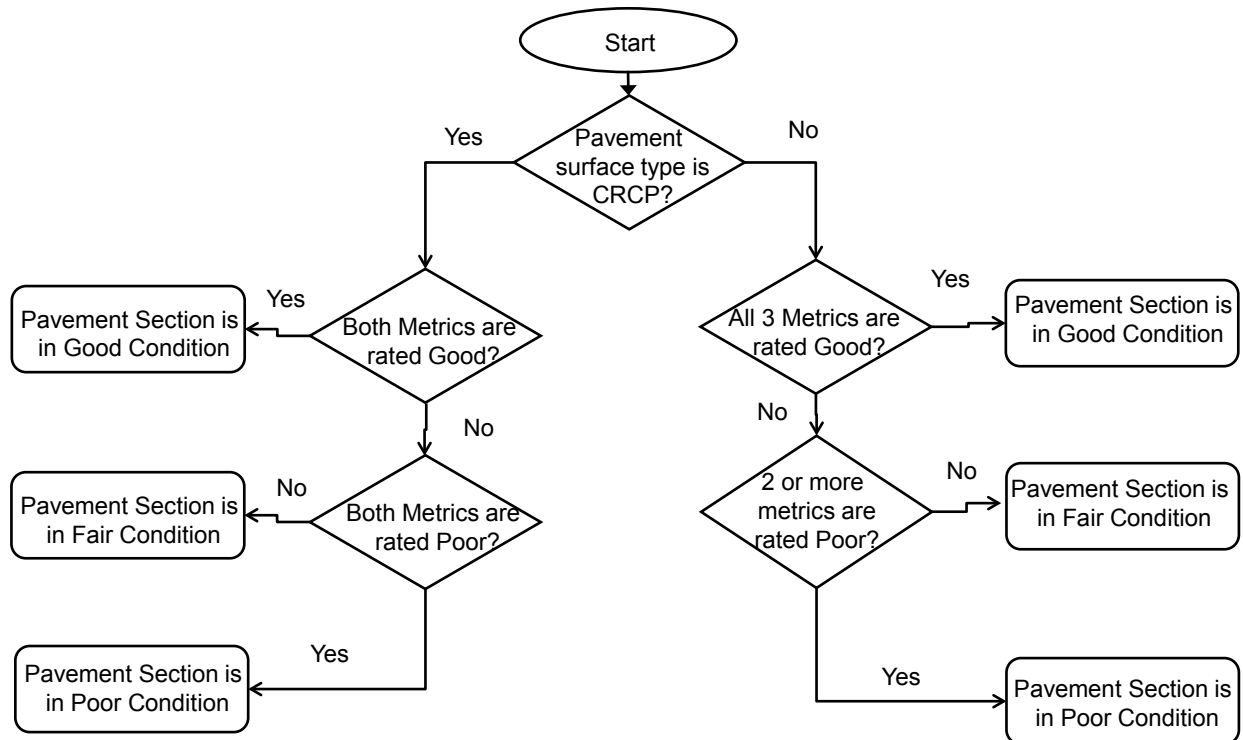 Start
Yes
No
Pavement
surface type is
CRCP?
Yes
Pavement Section is
in Good Condition
Both Metrics are
rated Good?
All 3 Metrics are
rated Good?
Yes
Pavement Section is
in Good Condition
No
No
Pavement Section is
in Fair Condition
No
Both Metrics are
rated Poor?
2 or more
metrics are
rated Poor?
No
Pavement Section is
in Fair Condition
Yes
Pavement Section is
in Poor Condition
Yes
Pavement Section is
in Poor Condition